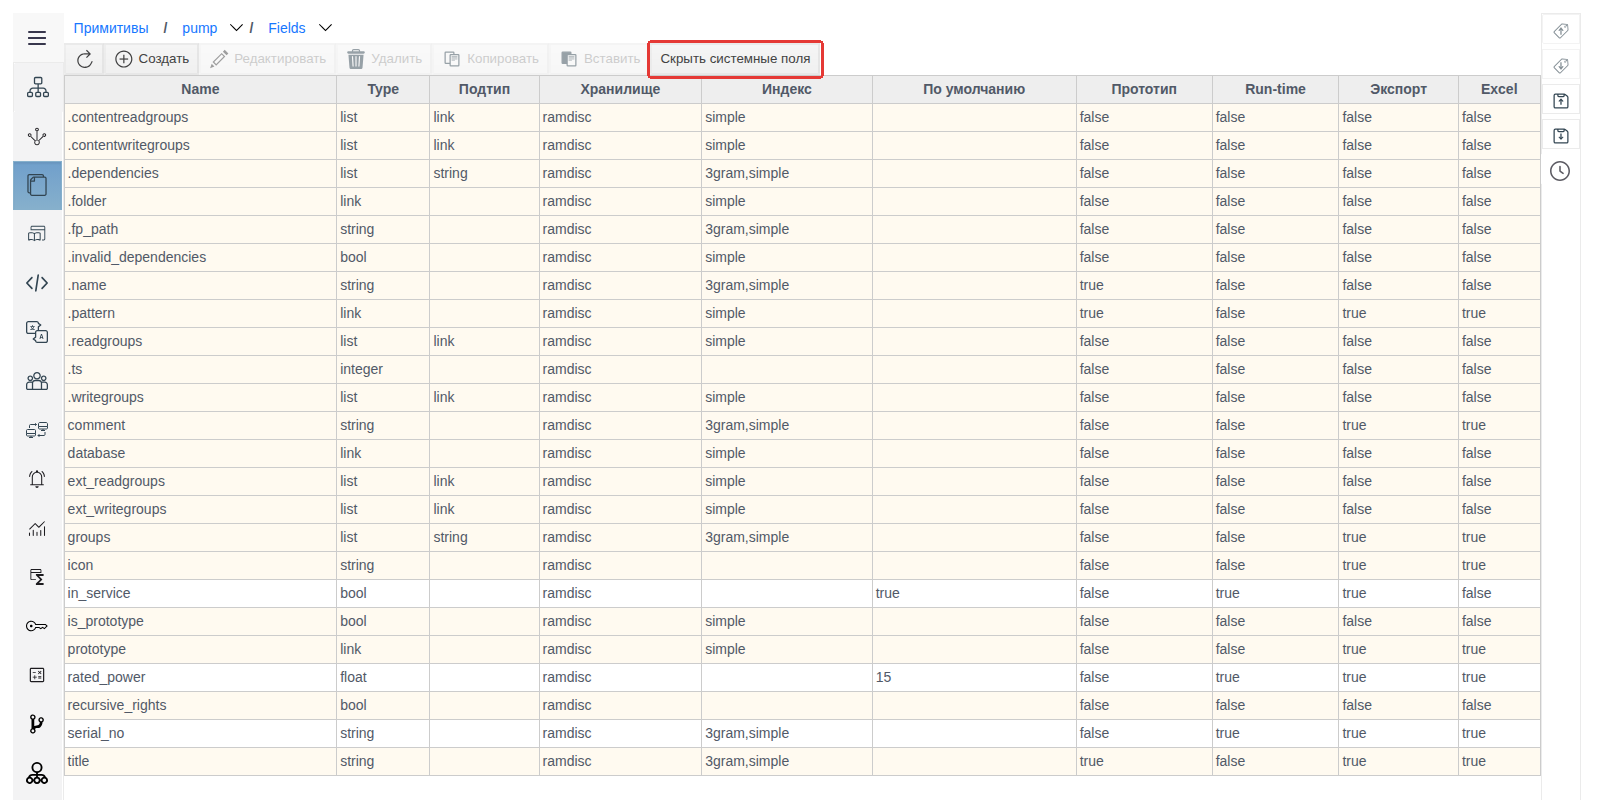 Примитивы / pump / Fields
Создать Редактировать Удалить Копировать Вставить Скрыть системные поля
Name Type Подтип Хранилище Индекс По умолчанию Прототип Run-time Экспорт Excel
.contentreadgroups list link ramdisc simple false false false false
.contentwritegroups list link ramdisc simple false false false false
.dependencies list string ramdisc 3gram,simple false false false false
.folder link ramdisc simple false false false false
.fp_path string ramdisc 3gram,simple false false false false
.invalid_dependencies bool ramdisc simple false false false false
.name string ramdisc 3gram,simple true false false false
.pattern link ramdisc simple true false true true
.readgroups list link ramdisc simple false false false false
.ts integer ramdisc false false false false
.writegroups list link ramdisc simple false false false false
comment string ramdisc 3gram,simple false false true true
database link ramdisc simple false false false false
ext_readgroups list link ramdisc simple false false false false
ext_writegroups list link ramdisc simple false false false false
groups list string ramdisc 3gram,simple false false true true
icon string ramdisc false false true true
in_service bool ramdisc true false true true false
is_prototype bool ramdisc simple false false false false
prototype link ramdisc simple false false true true
rated_power float ramdisc 15 false true true true
recursive_rights bool ramdisc false false false false
serial_no string ramdisc 3gram,simple false true true true
title string ramdisc 3gram,simple true false true true